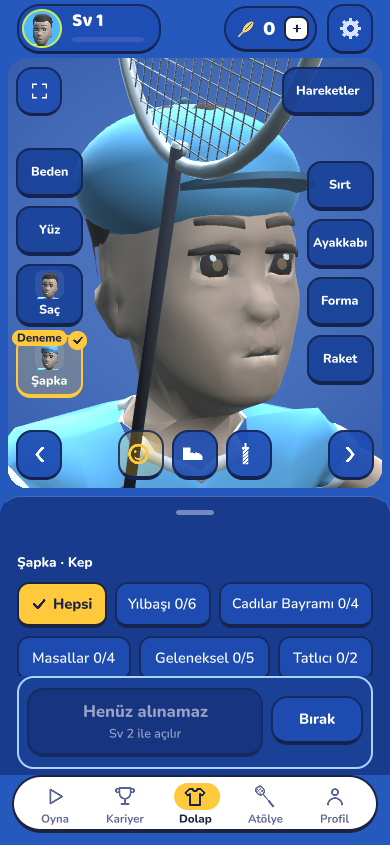 Sv 1
0
+
Hareketler
Beden
Yüz
Saç
Deneme
Şapka
Sırt
Ayakkabı
Forma
Raket
Şapka · Kep
Hepsi
Yılbaşı 0/6
Cadılar Bayramı 0/4
Masallar 0/4
Geleneksel 0/5
Tatlıcı 0/2
Henüz alınamaz
Sv 2 ile açılır
Bırak
Oyna
Kariyer
Dolap
Atölye
Profil